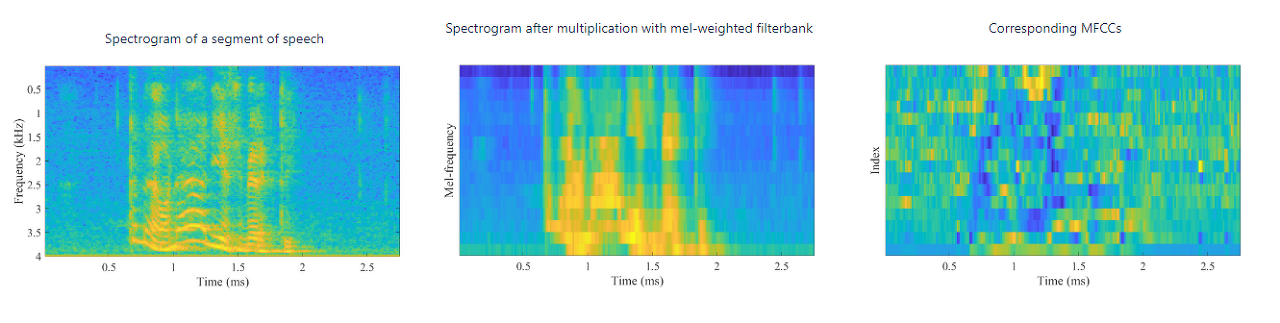 Spectrogram of a segment of speech
Frequency (kHz)
0.5
1
1.5
2
2.5
3
3.5
4
0.5 1 1.5 2 2.5
Time (ms)
Spectrogram after multiplication with mel-weighted filterbank
Mel-frequency
0.5 1 1.5 2 2.5
Time (ms)
Corresponding MFCCs
Index
0.5 1 1.5 2 2.5
Time (ms)